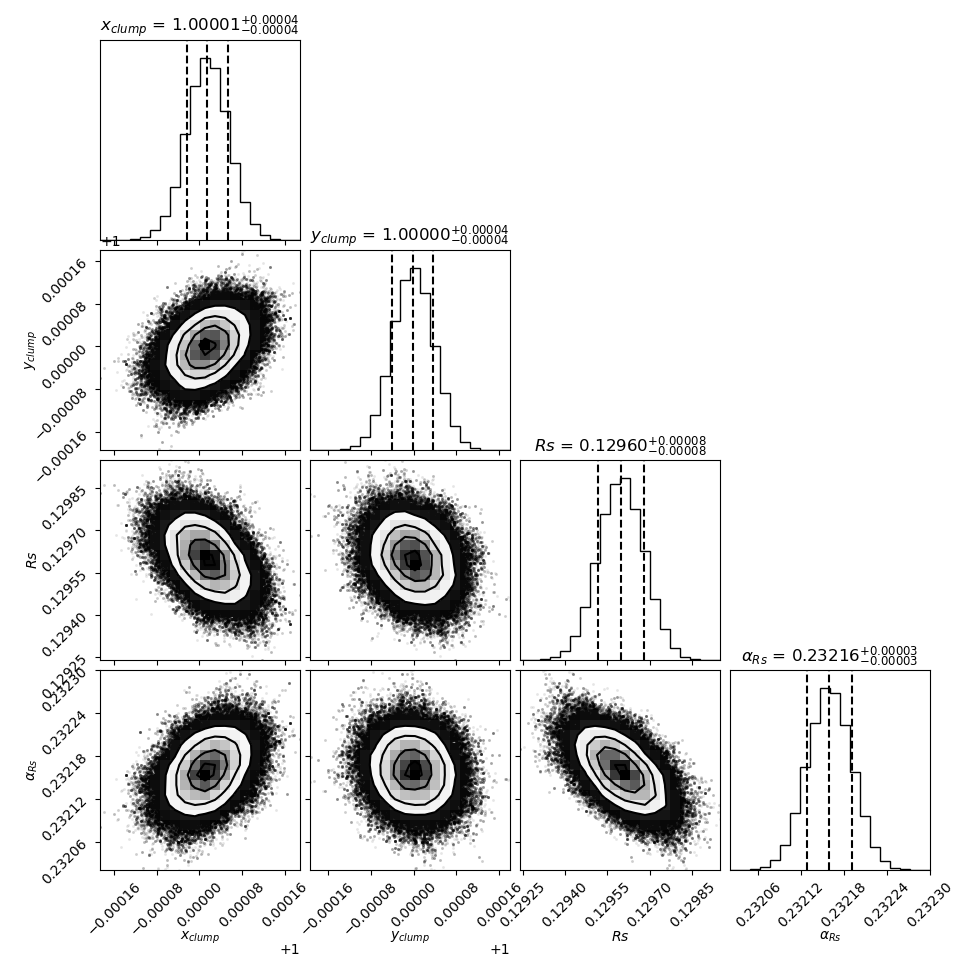 x_clump = 1.00001 +0.00004 −0.00004
+1
y_clump = 1.00000 +0.00004 −0.00004
0.00016
0.00008
0.00000
−0.00008
−0.00016
y_clump
Rs = 0.12960 +0.00008 −0.00008
0.12985
0.12970
0.12955
0.12940
0.12925
Rs
α_Rs = 0.23216 +0.00003 −0.00003
0.23230
0.23224
0.23218
0.23212
0.23206
α_Rs
−0.00016 −0.00008 0.00000 0.00008 0.00016 −0.00016 −0.00008 0.00000 0.00008 0.00016 0.12925 0.12940 0.12955 0.12970 0.12985 0.23206 0.23212 0.23218 0.23224 0.23230
x_clump y_clump Rs α_Rs
+1 +1